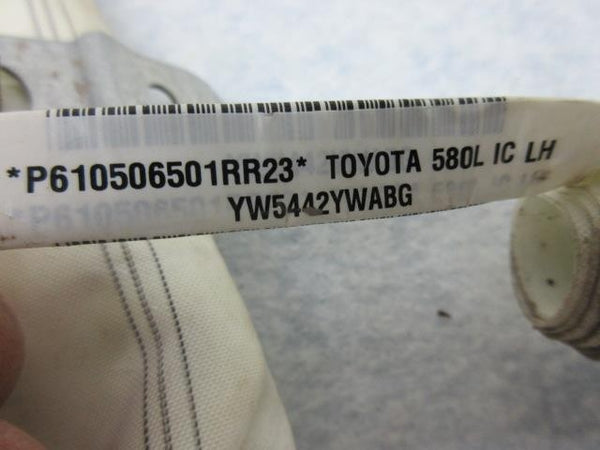 *P610506501RR23* TOYOTA 580L IC LH
YW5442YWABG